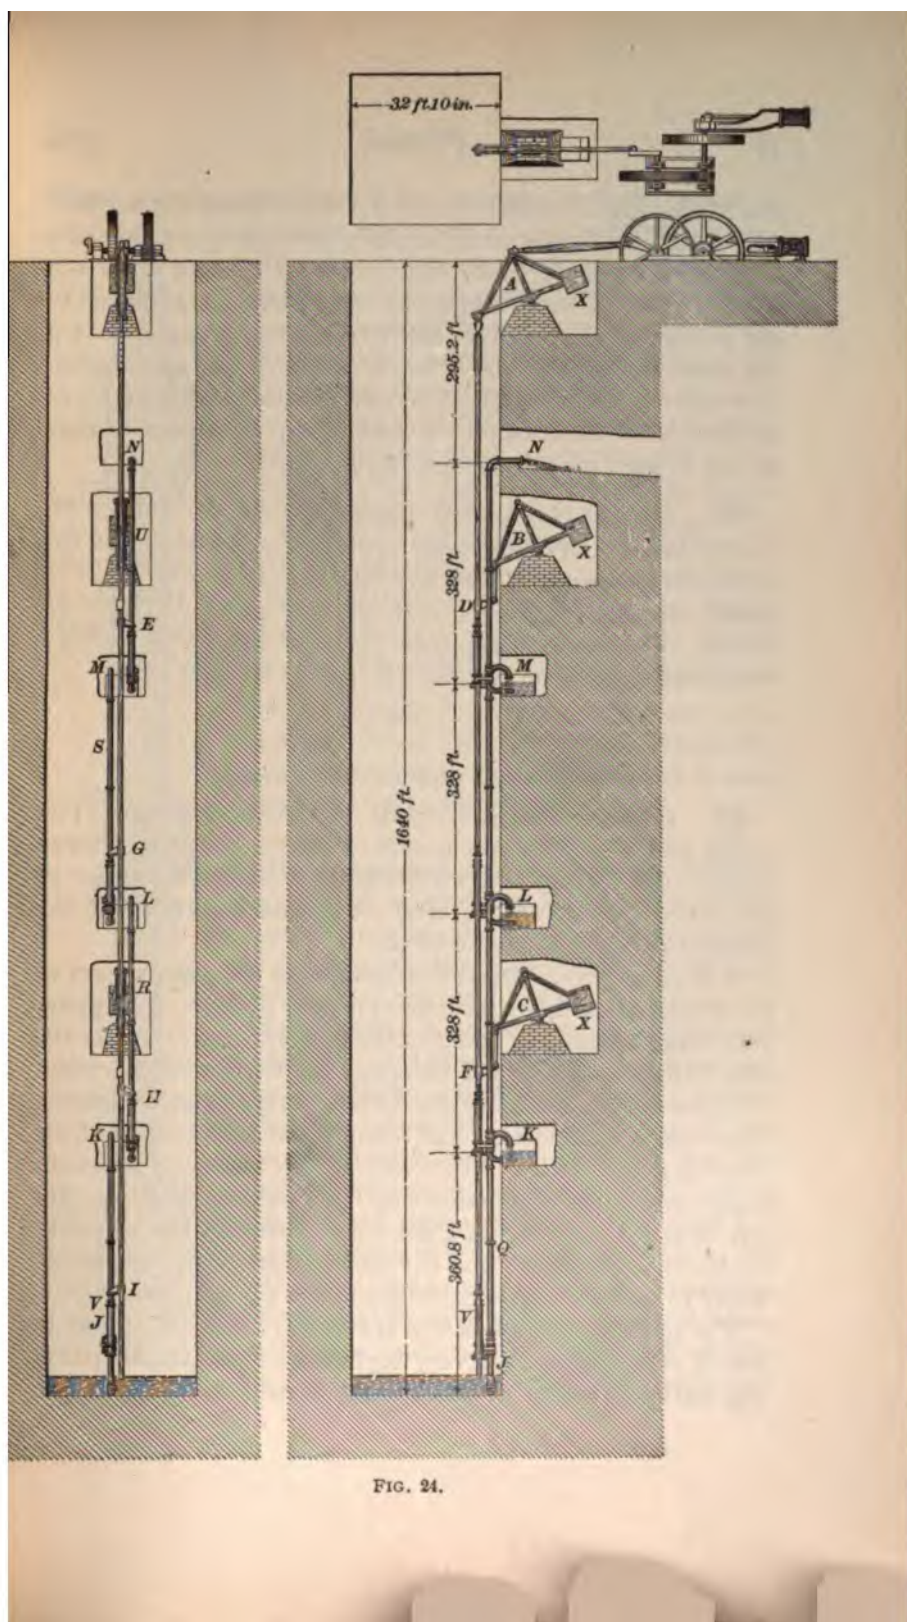 32 ft.10 in.
A
X
295.2 ft.
N
N
U
B
X
328 ft.
D
E
M
M
S
328 ft.
1640 ft.
G
L
L
R
C
X
328 ft.
F
H
K
K
360.8 ft.
Q
I
V
V
J
J
FIG. 24.